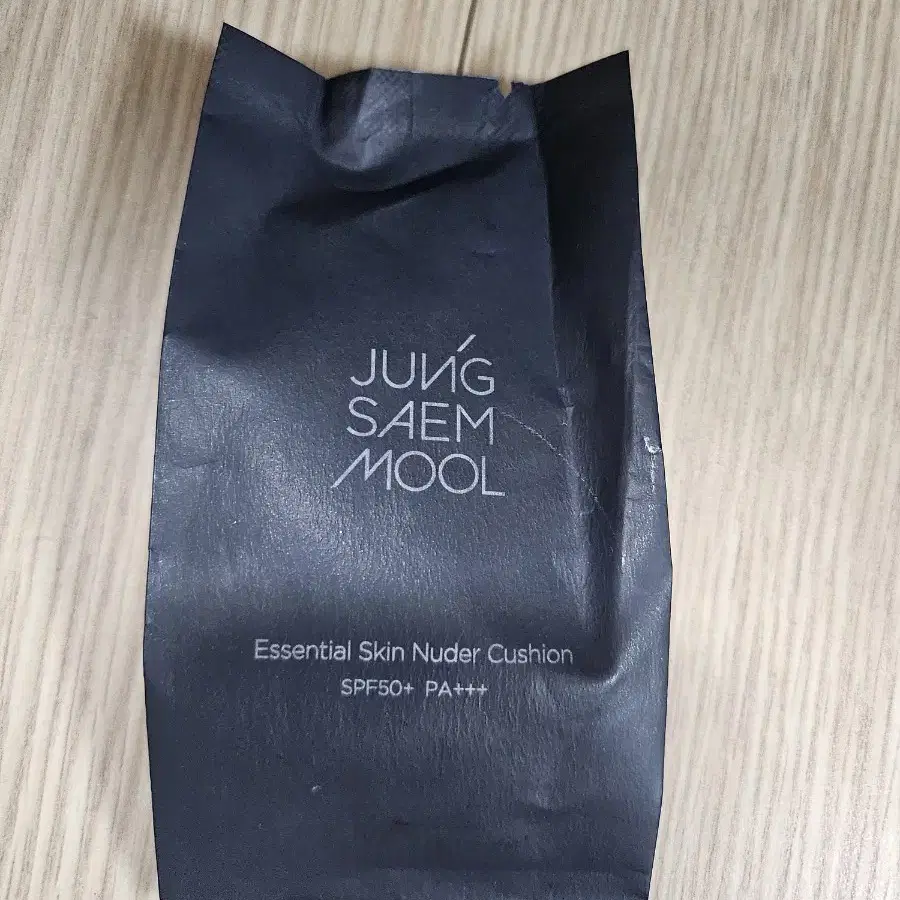 JUNG
SAEM
MOOL
Essential Skin Nuder Cushion
SPF50+ PA+++